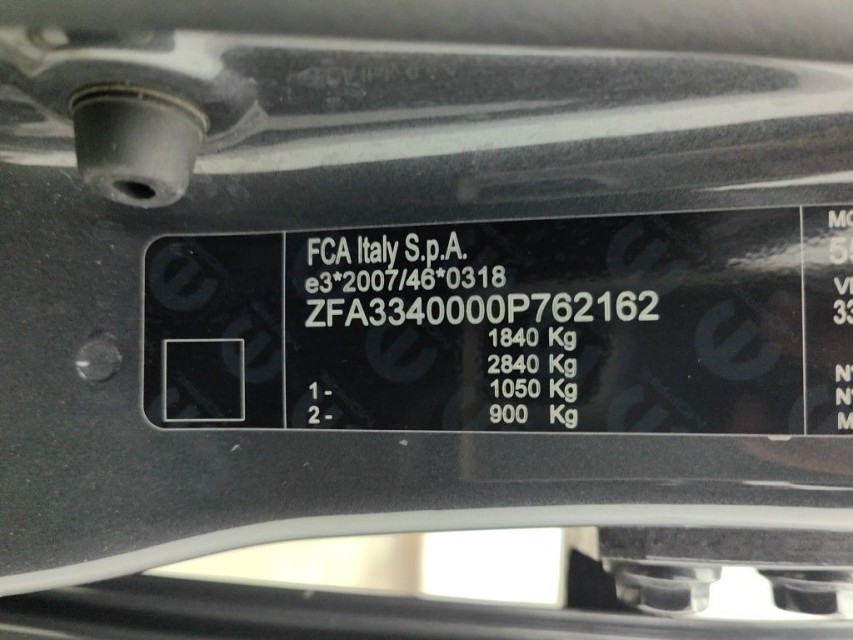 FCA Italy S.p.A.
e3*2007/46*0318
ZFA3340000P762162
1840 Kg
2840 Kg
1- 1050 Kg
2- 900 Kg